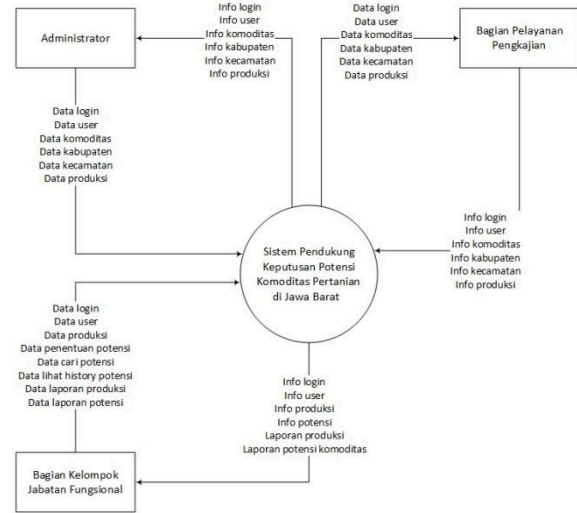 Administrator
Info login
Info user
Info komoditas
Info kabupaten
Info kecamatan
Info produksi
Data login
Data user
Data komoditas
Data kabupaten
Data kecamatan
Data produksi
Bagian Pelayanan
Pengkajian
Data login
Data user
Data komoditas
Data kabupaten
Data kecamatan
Data produksi
Sistem Pendukung
Keputusan Potensi
Komoditas Pertanian
di Jawa Barat
Info login
Info user
Info komoditas
Info kabupaten
Info kecamatan
Info produksi
Data login
Data user
Data produksi
Data penentuan potensi
Data cari potensi
Data lihat history potensi
Data laporan produksi
Data laporan potensi
Info login
Info user
Info produksi
Info potensi
Laporan produksi
Laporan potensi komoditas
Bagian Kelompok
Jabatan Fungsional